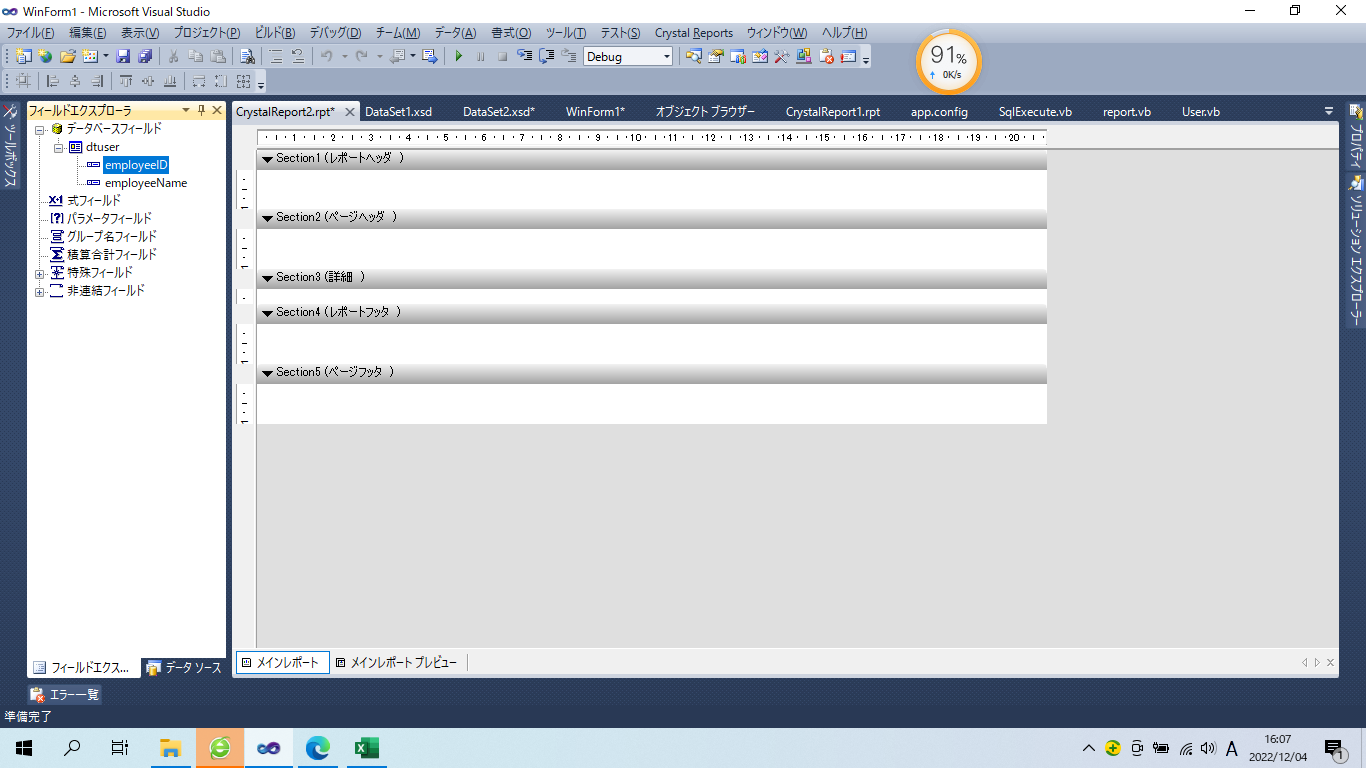 WinForm1 - Microsoft Visual Studio
ファイル(F) 編集(E) 表示(V) プロジェクト(P) ビルド(B) デバッグ(D) チーム(M) データ(A) 書式(O) ツール(T) テスト(S) Crystal Reports ウィンドウ(W) ヘルプ(H)
Debug
91%
0K/s
フィールドエクスプローラ
CrystalReport2.rpt* DataSet1.xsd DataSet2.xsd* WinForm1* オブジェクト ブラウザー CrystalReport1.rpt app.config SqlExecute.vb report.vb User.vb
ツールボックス
プロパティ
ソリューション エクスプローラー
データベースフィールド
dtuser
employeeID
employeeName
式フィールド
パラメータフィールド
グループ名フィールド
積算合計フィールド
特殊フィールド
非連結フィールド
1 2 3 4 5 6 7 8 9 10 11 12 13 14 15 16 17 18 19 20
Section1 (レポートヘッダ )
Section2 (ページヘッダ )
Section3 (詳細 )
Section4 (レポートフッタ )
Section5 (ページフッタ )
フィールドエクス... データ ソース
メインレポート メインレポート プレビュー
エラー一覧
準備完了
A
16:07
2022/12/04
1